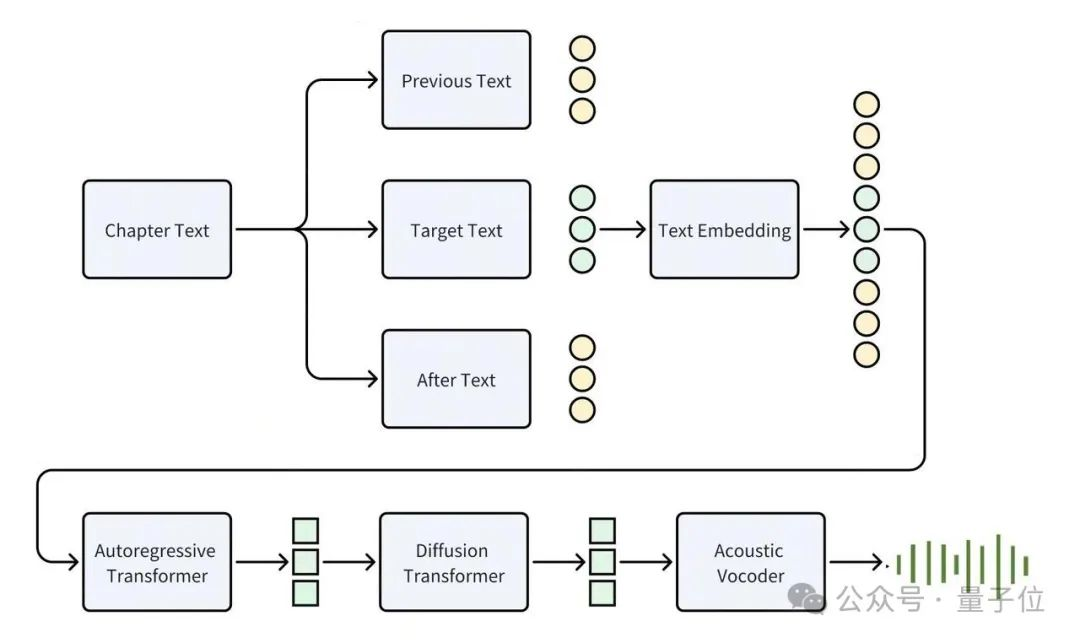 Previous Text
Chapter Text
Target Text
Text Embedding
After Text
Autoregressive
Transformer
Diffusion
Transformer
Acoustic
Vocoder
公众号 · 量子位